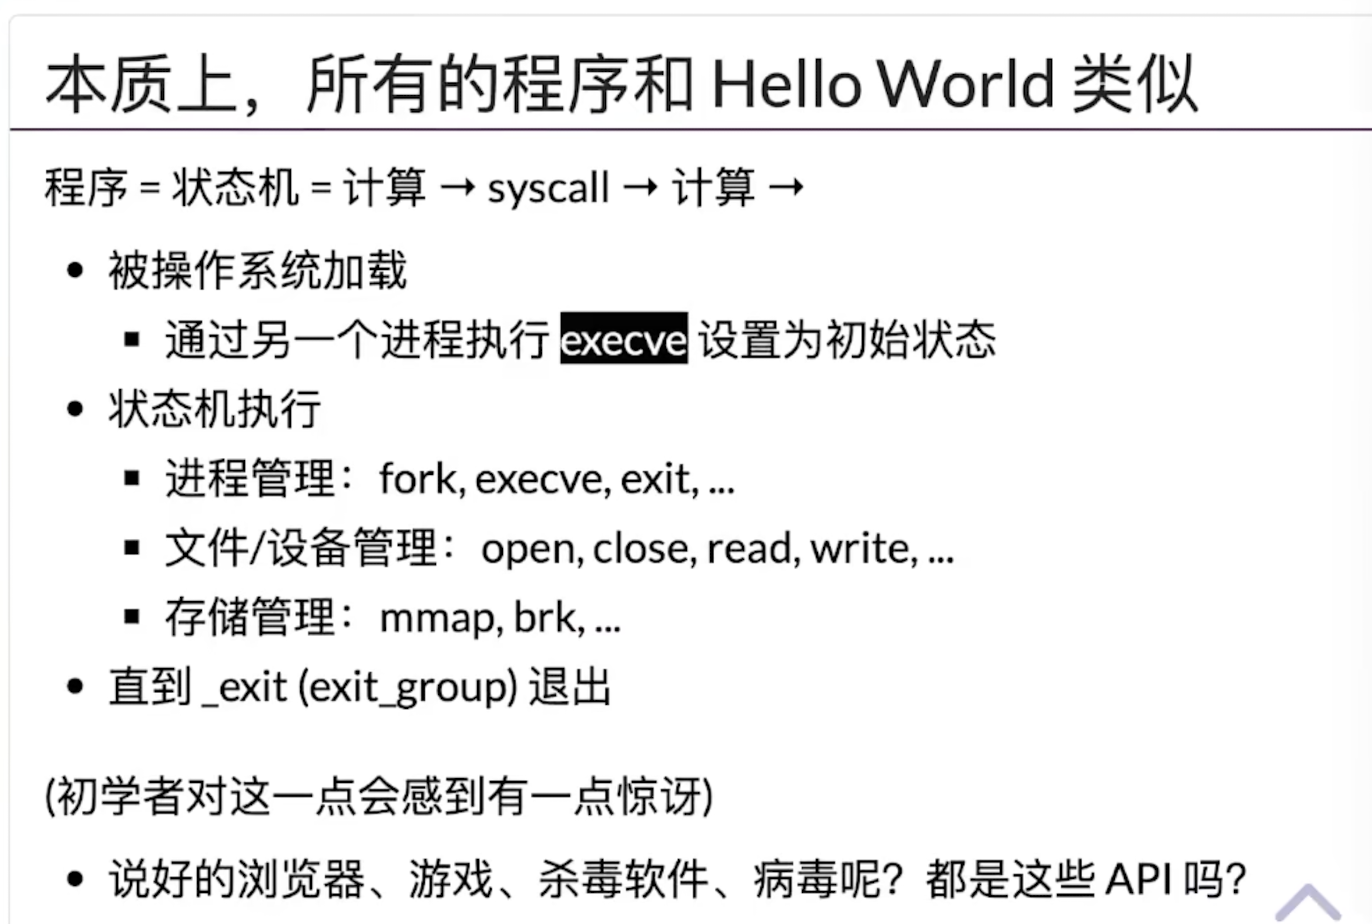 本质上，所有的程序和 Hello World 类似
程序 = 状态机 = 计算 → syscall → 计算 →
• 被操作系统加载
▪ 通过另一个进程执行 execve 设置为初始状态
• 状态机执行
▪ 进程管理：fork, execve, exit, ...
▪ 文件/设备管理：open, close, read, write, ...
▪ 存储管理：mmap, brk, ...
• 直到 _exit (exit_group) 退出
(初学者对这一点会感到有一点惊讶)
• 说好的浏览器、游戏、杀毒软件、病毒呢？都是这些 API 吗？